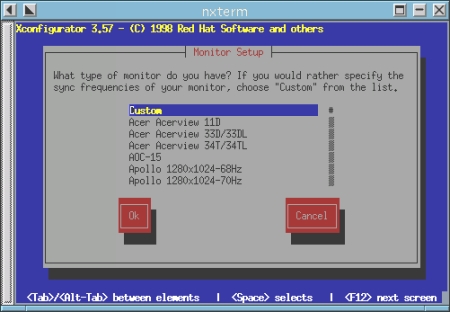 nxterm
Xconfigurator 3.57 - (C) 1998 Red Hat Software and others
Monitor Setup
What type of monitor do you have? If you would rather specify the
sync frequencies of your monitor, choose "Custom" from the list.
Custom
Acer Acerview 11D
Acer Acerview 33D/33DL
Acer Acerview 34T/34TL
AOC-15
Apollo 1280x1024-68Hz
Apollo 1280x1024-70Hz
Ok Cancel
<Tab>/<Alt-Tab> between elements | <Space> selects | <F12> next screen